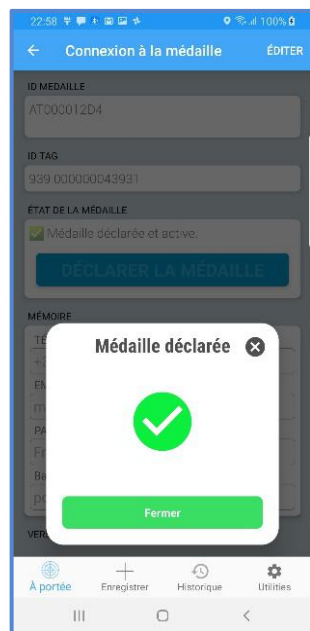 22:58 100%
Connexion à la médaille ÉDITER
ID MEDAILLE
AT000012D4
ID TAG
939 000000043931
ÉTAT DE LA MÉDAILLE
Médaille déclarée et active.
DÉCLARER LA MÉDAILLE
MÉMOIRE
Médaille déclarée
Fermer
À portée Enregistrer Historique Utilities